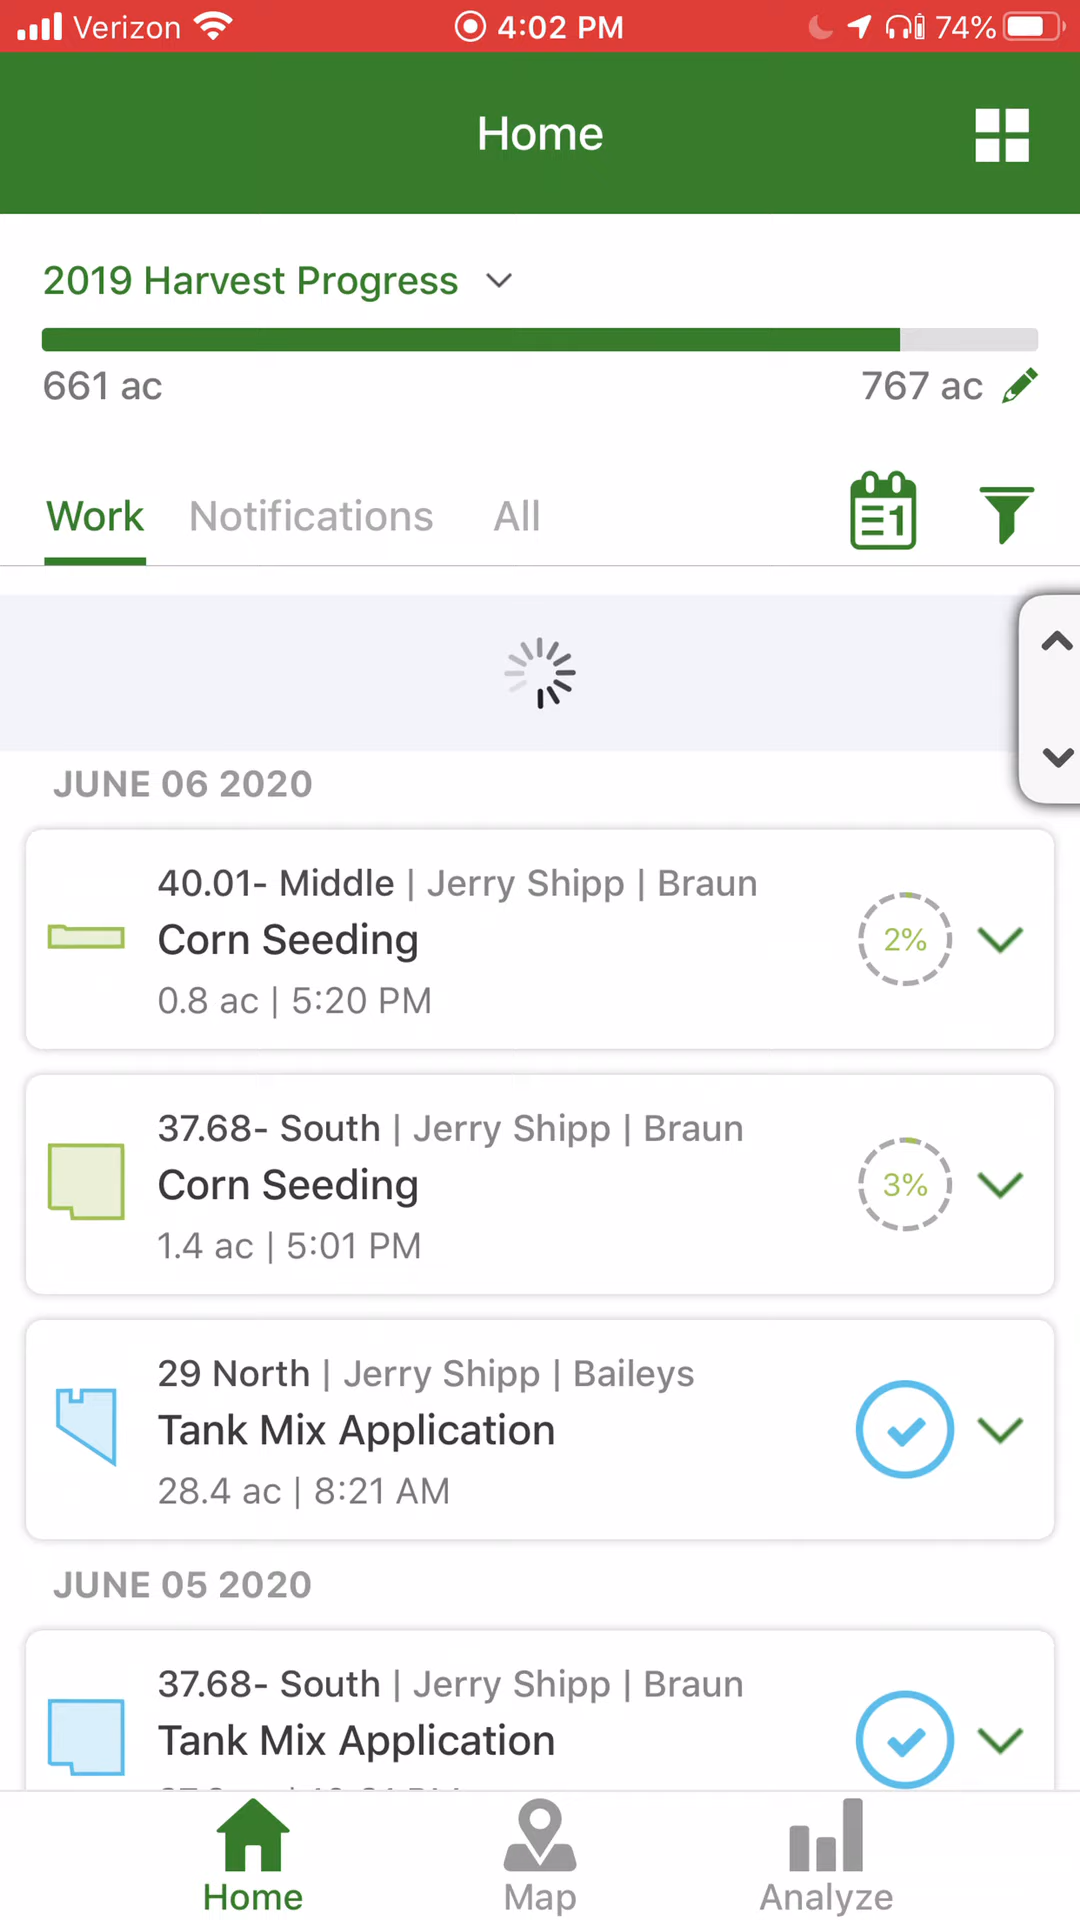 Verizon 4:02 PM 74%
Home
2019 Harvest Progress
661 ac 767 ac
Work Notifications All 1
JUNE 06 2020
40.01- Middle | Jerry Shipp | Braun
Corn Seeding
2%
0.8 ac | 5:20 PM
37.68- South | Jerry Shipp | Braun
Corn Seeding
3%
1.4 ac | 5:01 PM
29 North | Jerry Shipp | Baileys
Tank Mix Application
28.4 ac | 8:21 AM
JUNE 05 2020
37.68- South | Jerry Shipp | Braun
Tank Mix Application
Home Map Analyze